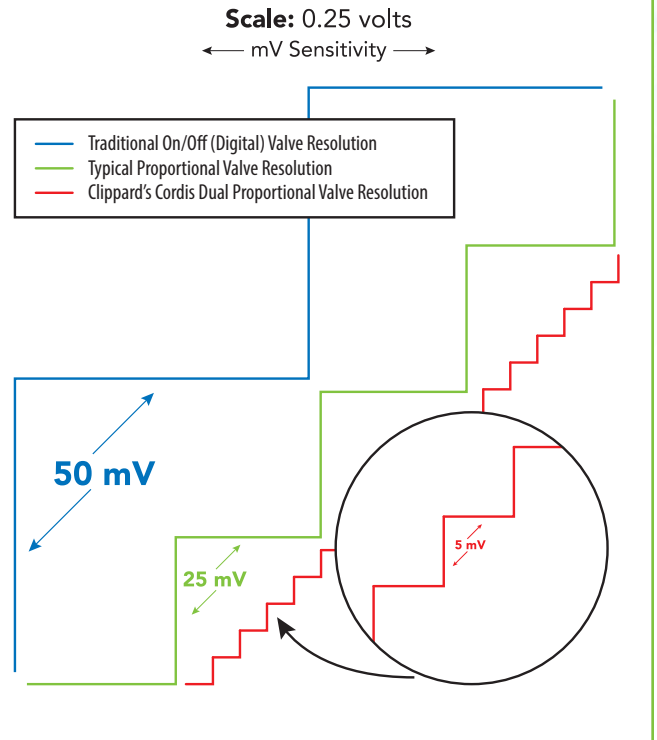 Scale: 0.25 volts
mV Sensitivity
Traditional On/Off (Digital) Valve Resolution
Typical Proportional Valve Resolution
Clippard's Cordis Dual Proportional Valve Resolution
50 mV
5 mV
25 mV